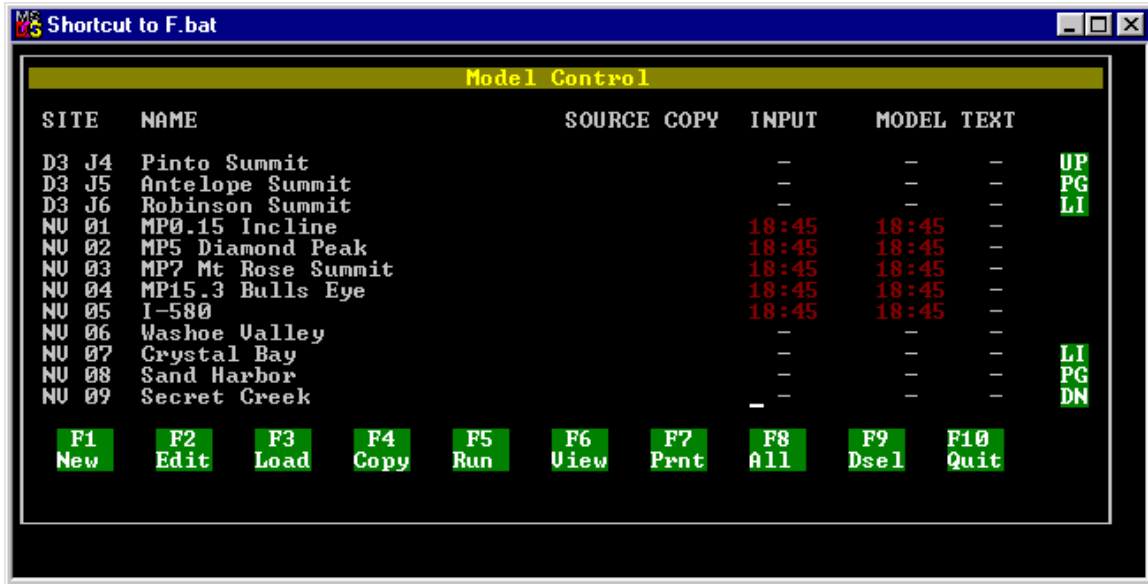 Shortcut to F.bat
Model Control
SITE NAME SOURCE COPY INPUT MODEL TEXT
D3 J4 Pinto Summit – – – UP
D3 J5 Antelope Summit – – – PG
D3 J6 Robinson Summit – – – LI
NV 01 MP0.15 Incline 18:45 18:45 –
NV 02 MP5 Diamond Peak 18:45 18:45 –
NV 03 MP7 Mt Rose Summit 18:45 18:45 –
NV 04 MP15.3 Bulls Eye 18:45 18:45 –
NV 05 I-580 18:45 18:45 –
NV 06 Washoe Valley – – –
NV 07 Crystal Bay – – – LI
NV 08 Sand Harbor – – – PG
NV 09 Secret Creek _ – – – DN
F1 F2 F3 F4 F5 F6 F7 F8 F9 F10
New Edit Load Copy Run View Prnt All Dsel Quit